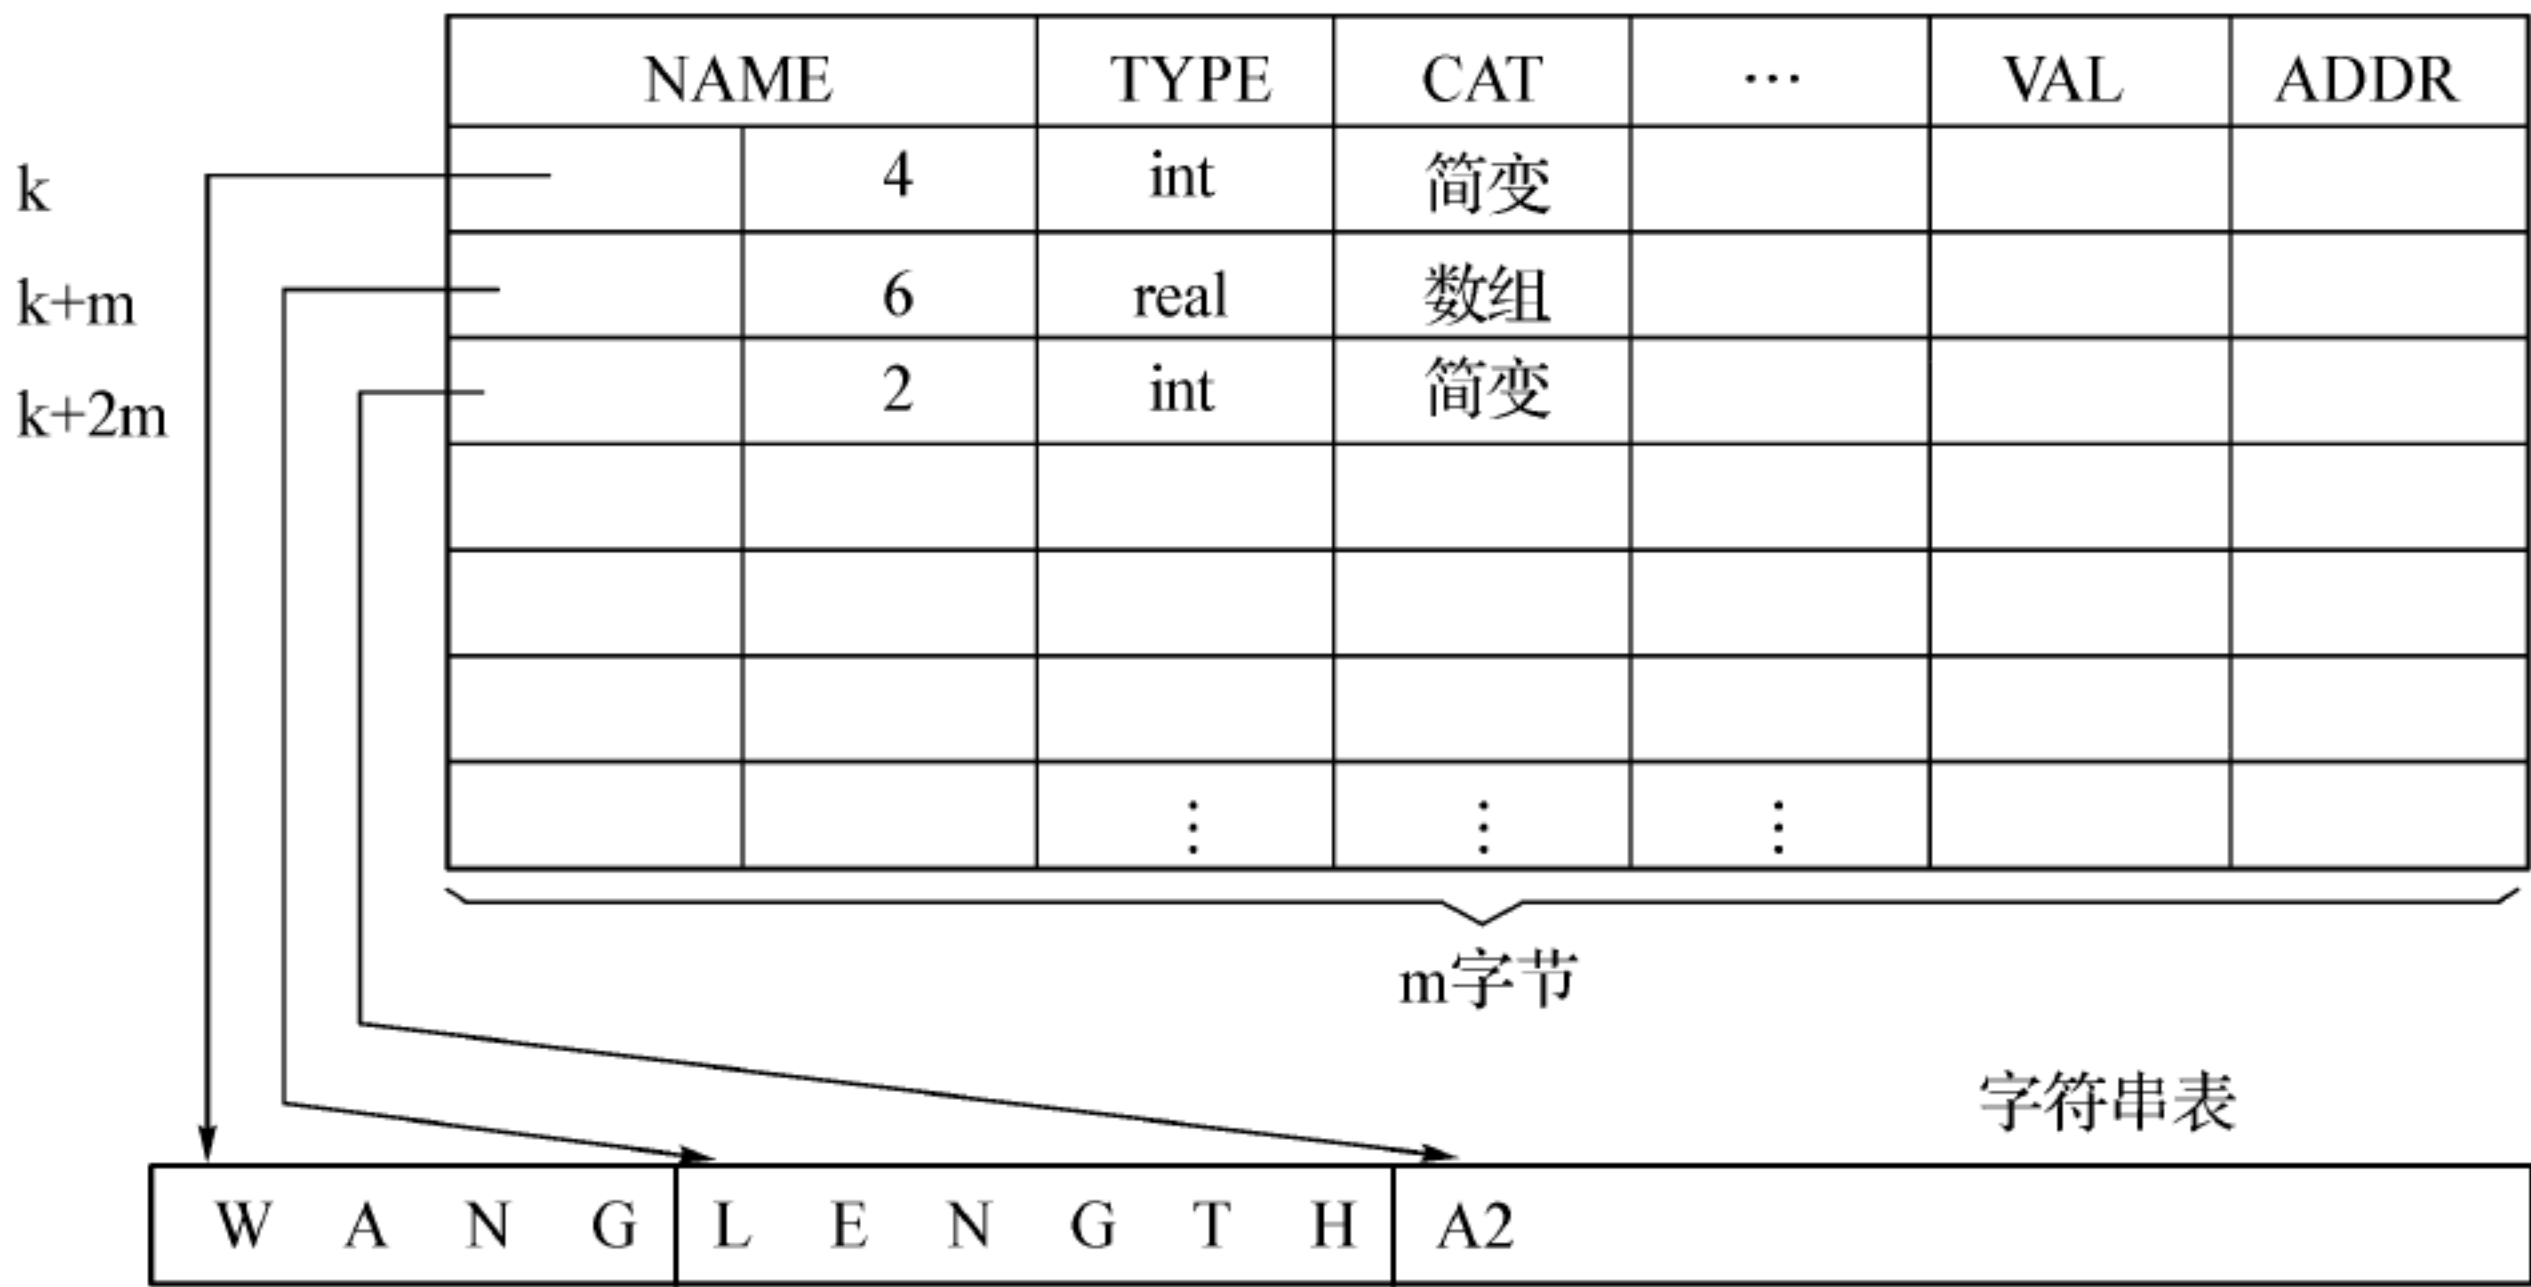 NAME TYPE CAT … VAL ADDR
k 4 int 简变
k+m 6 real 数组
k+2m 2 int 简变
⋮ ⋮ ⋮
m字节
字符串表
W A N G L E N G T H A2